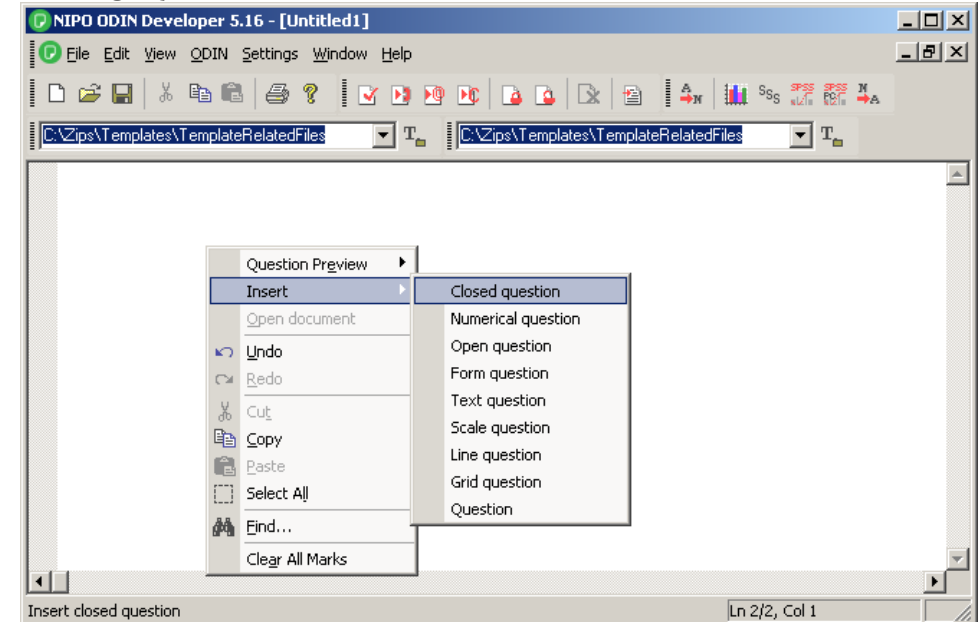 NIPO ODIN Developer 5.16 - [Untitled1]
File Edit View ODIN Settings Window Help
A N SSS SPSS SPSS N A
C:\Zips\Templates\TemplateRelatedFiles T C:\Zips\Templates\TemplateRelatedFiles T
Question Preview
Insert
Open document
Undo
Redo
Cut
Copy
Paste
Select All
Find...
Clear All Marks
Closed question
Numerical question
Open question
Form question
Text question
Scale question
Line question
Grid question
Question
Insert closed question
Ln 2/2, Col 1